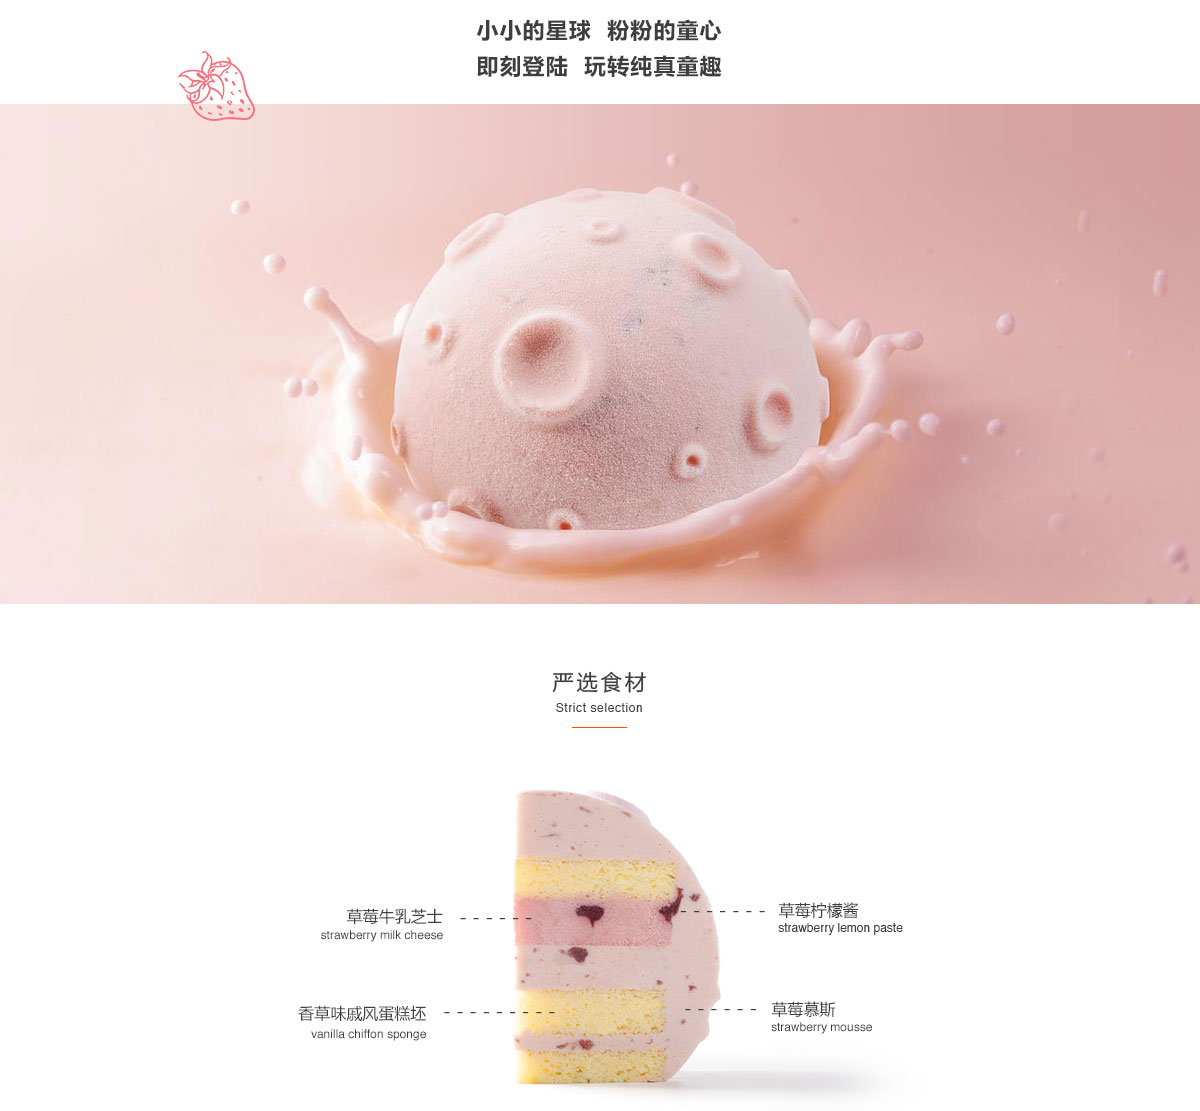 小小的星球 粉粉的童心
即刻登陆 玩转纯真童趣
严选食材
Strict selection
草莓牛乳芝士
strawberry milk cheese
草莓柠檬酱
strawberry lemon paste
香草味戚风蛋糕坯
vanilla chiffon sponge
草莓慕斯
strawberry mousse